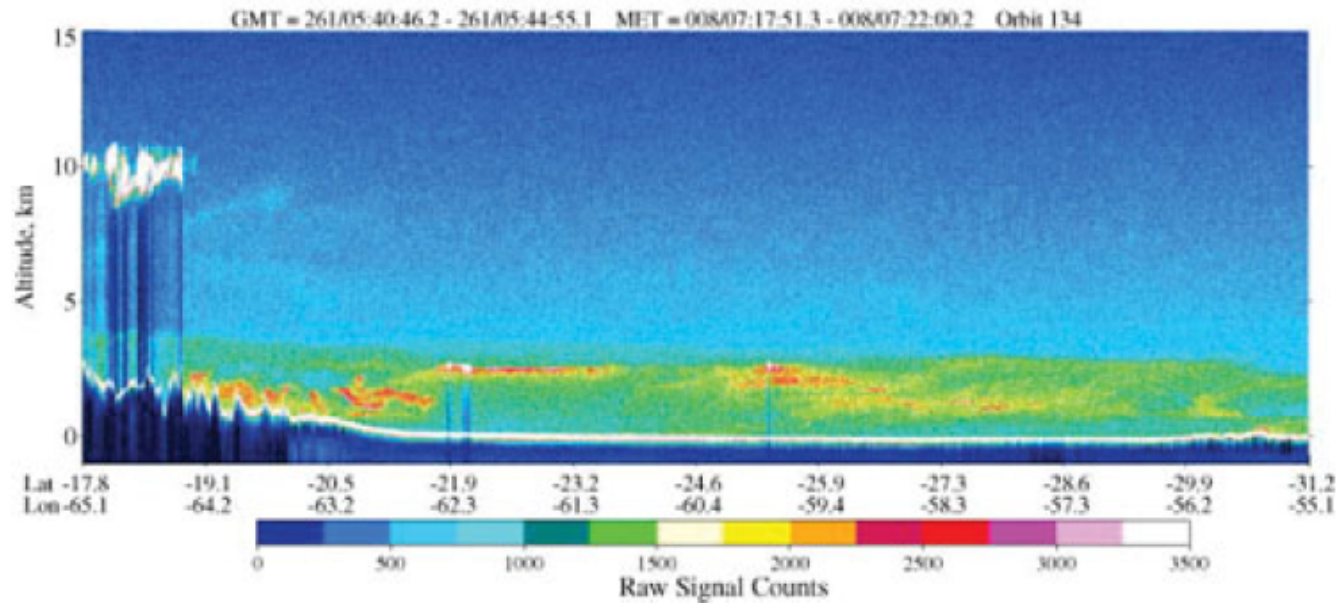 GMT = 261/05:40:46.2 - 261/05:44:55.1 MET = 008/07:17:51.3 - 008/07:22:00.2 Orbit 134
15
10
5
0
Altitude, km
Lat -17.8 -19.1 -20.5 -21.9 -23.2 -24.6 -25.9 -27.3 -28.6 -29.9 -31.2
Lon -65.1 -64.2 -63.2 -62.3 -61.3 -60.4 -59.4 -58.3 -57.3 -56.2 -55.1
0 500 1000 1500 2000 2500 3000 3500
Raw Signal Counts